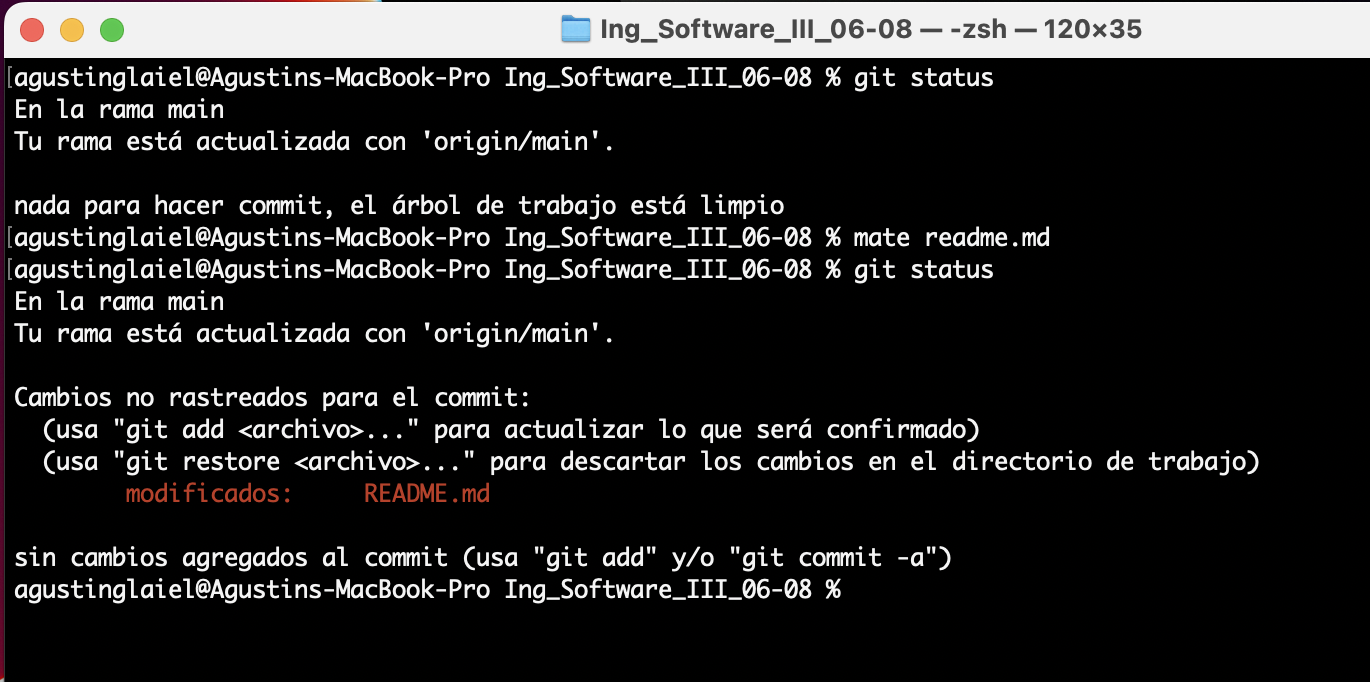 Ing_Software_III_06-08 — -zsh — 120×35
[agustinglaiel@Agustins-MacBook-Pro Ing_Software_III_06-08 % git status
En la rama main
Tu rama está actualizada con 'origin/main'.
nada para hacer commit, el árbol de trabajo está limpio
[agustinglaiel@Agustins-MacBook-Pro Ing_Software_III_06-08 % mate readme.md
[agustinglaiel@Agustins-MacBook-Pro Ing_Software_III_06-08 % git status
En la rama main
Tu rama está actualizada con 'origin/main'.
Cambios no rastreados para el commit:
(usa "git add <archivo>..." para actualizar lo que será confirmado)
(usa "git restore <archivo>..." para descartar los cambios en el directorio de trabajo)
modificados: README.md
sin cambios agregados al commit (usa "git add" y/o "git commit -a")
agustinglaiel@Agustins-MacBook-Pro Ing_Software_III_06-08 %